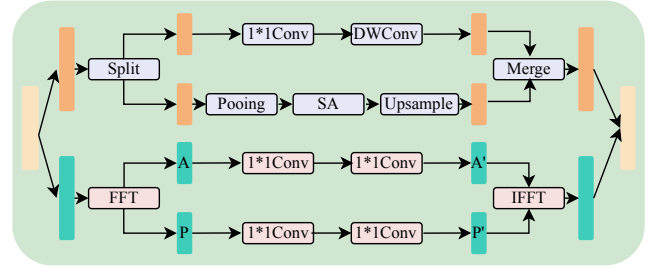 1*1Conv DWConv
Split Merge
Pooing SA Upsample
A 1*1Conv 1*1Conv A'
FFT IFFT
P 1*1Conv 1*1Conv P'